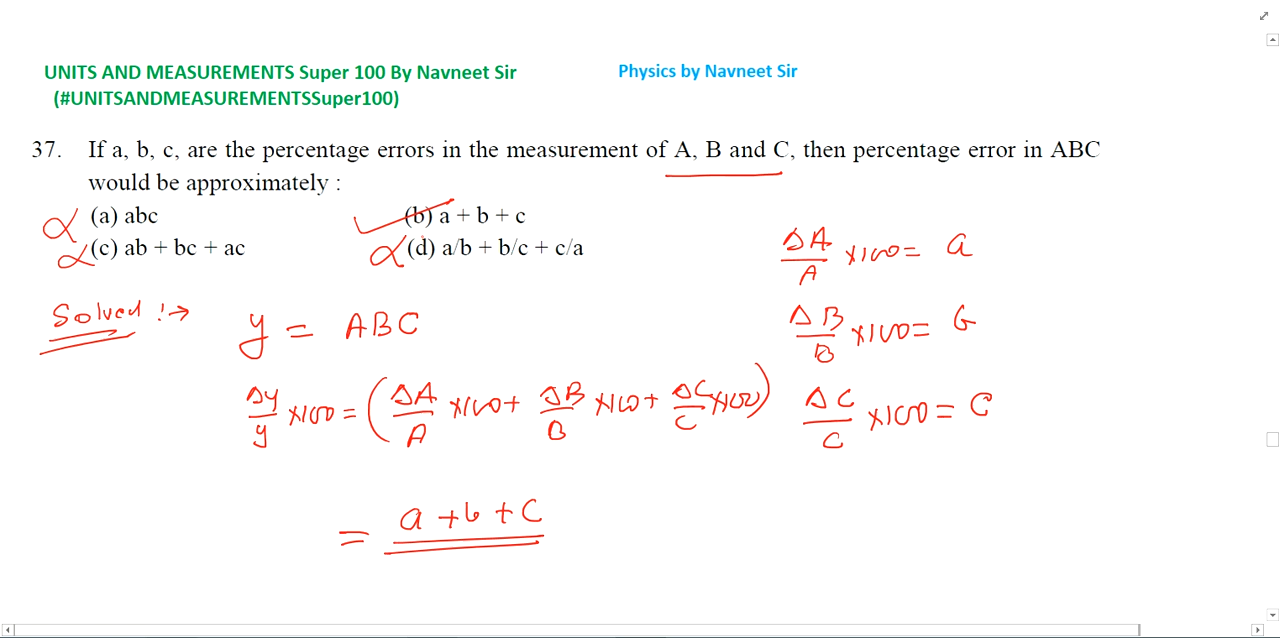 UNITS AND MEASUREMENTS Super 100 By Navneet Sir
Physics by Navneet Sir
(#UNITSANDMEASUREMENTSSuper100)
37. If a, b, c, are the percentage errors in the measurement of A, B and C, then percentage error in ABC
would be approximately :
(a) abc
(b) a + b + c
(c) ab + bc + ac
(d) a/b + b/c + c/a
ΔA/A ×100 = a
Solved :→
y = ABC
ΔB/B ×100 = b
Δy/y ×100 = (ΔA/A ×100 + ΔB/B ×100 + ΔC/C ×100)
ΔC/C ×100 = C
= a + b + C